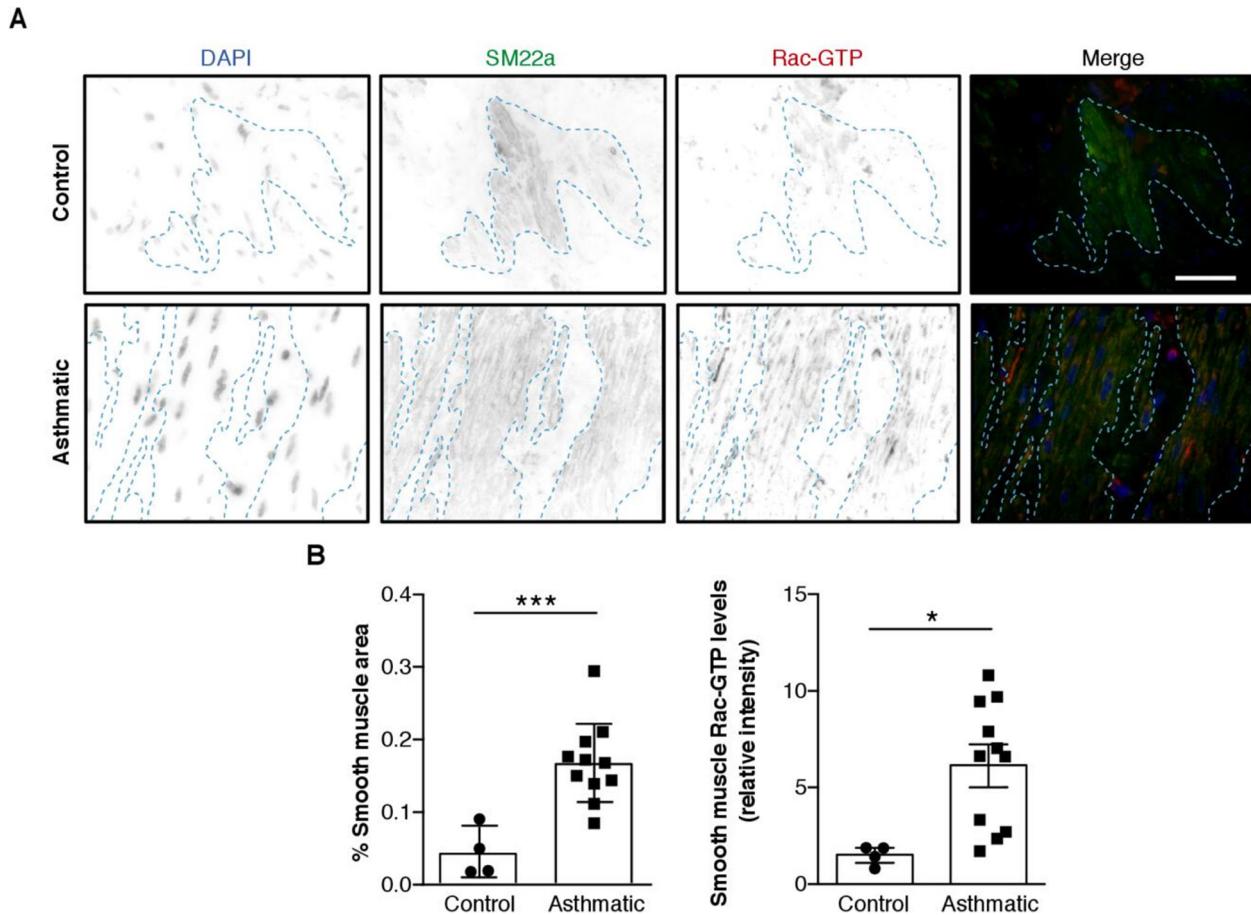 A
DAPI SM22a Rac-GTP Merge
Control
Asthmatic
B
% Smooth muscle area
0.4
0.3
0.2
0.1
0.0
***
Control Asthmatic
Smooth muscle Rac-GTP levels
(relative intensity)
15
10
5
0
*
Control Asthmatic